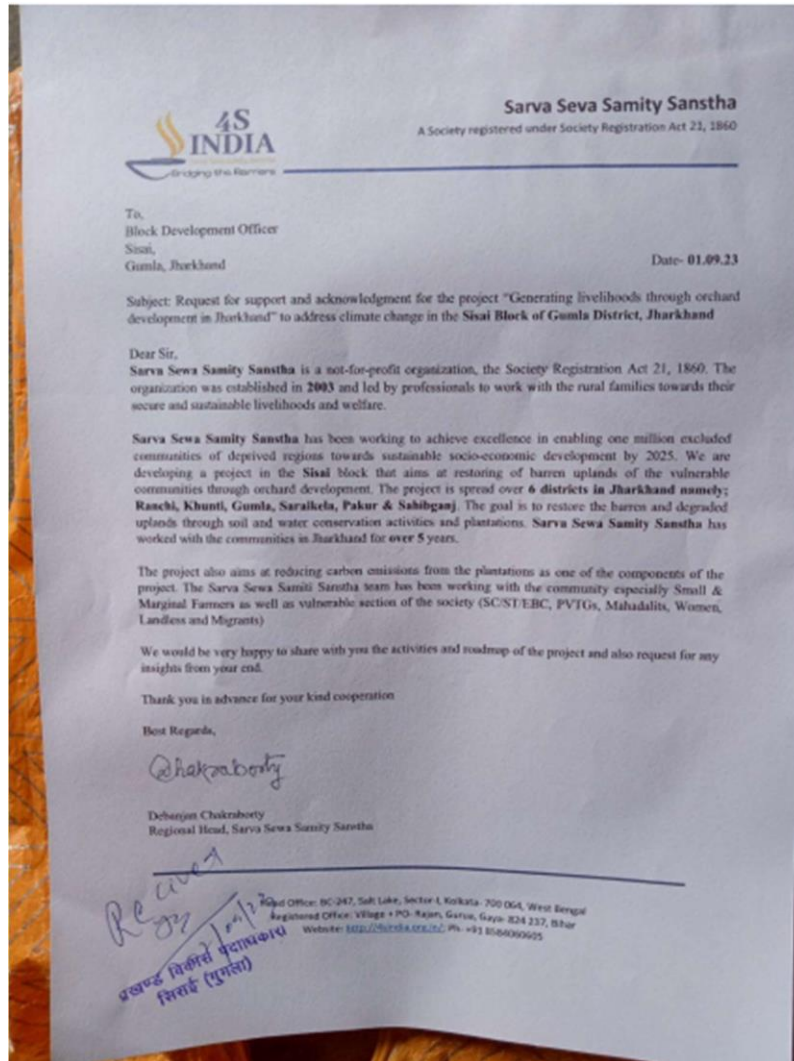 4S
INDIA
Bridging the Barriers
Sarva Seva Samity Sanstha
A Society registered under Society Registration Act 21, 1860
To,
Block Development Officer
Sisai,
Gumla, Jharkhand
Date- 01.09.23
Subject: Request for support and acknowledgment for the project "Generating livelihoods through orchard
development in Jharkhand" to address climate change in the Sisai Block of Gumla District, Jharkhand
Dear Sir,
Sarva Sewa Samity Sanstha is a not-for-profit organization, the Society Registration Act 21, 1860. The
organization was established in 2003 and led by professionals to work with the rural families towards their
secure and sustainable livelihoods and welfare.
Sarva Sewa Samity Sanstha has been working to achieve excellence in enabling one million excluded
communities of deprived regions towards sustainable socio-economic development by 2025. We are
developing a project in the Sisai block that aims at restoring of barren uplands of the vulnerable
communities through orchard development. The project is spread over 6 districts in Jharkhand namely;
Ranchi, Khunti, Gumla, Saraikela, Pakur & Sahibganj. The goal is to restore the barren and degraded
uplands through soil and water conservation activities and plantations. Sarva Sewa Samity Sanstha has
worked with the communities in Jharkhand for over 5 years.
The project also aims at reducing carbon emissions from the plantations as one of the components of the
project. The Sarva Sewa Samiti Sanstha team has been working with the community especially Small &
Marginal Farmers as well as vulnerable section of the society (SC/ST/EBC, PVTGs, Mahadalits, Women,
Landless and Migrants)
We would be very happy to share with you the activities and roadmap of the project and also request for any
insights from your end.
Thank you in advance for your kind cooperation
Best Regards,
Chakraborty
Debanjan Chakraborty
Regional Head, Sarva Sewa Samity Sanstha
Recived
Head Office: BC-247, Salt Lake, Sector-I, Kolkata- 700 064, West Bengal
Registered Office: Village + PO- Rajan, Gurua, Gaya- 824 237, Bihar
Website: http://4sindia.org.in/; Ph: +91 8584060605
प्रखण्ड विकास पदाधिकारी
सिसई (गुमला)